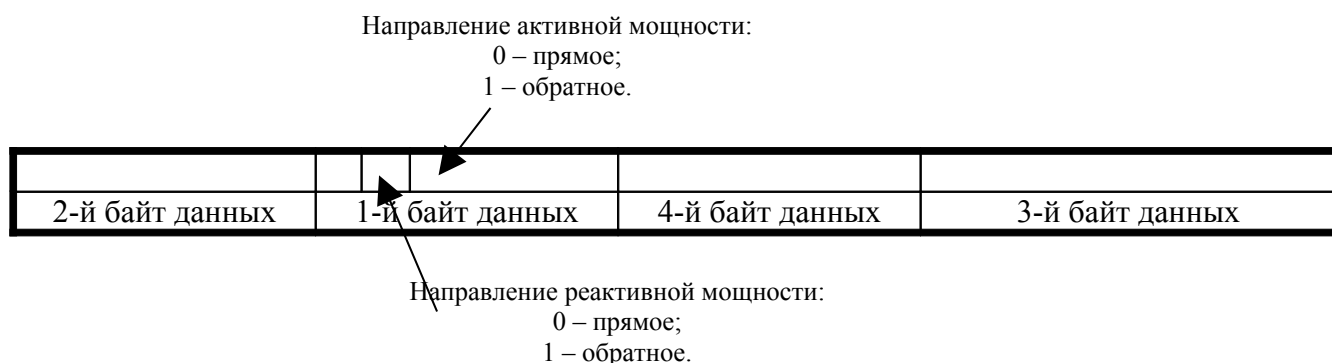 Направление активной мощности:
0 – прямое;
1 – обратное.
2-й байт данных 1-й байт данных 4-й байт данных 3-й байт данных
Направление реактивной мощности:
0 – прямое;
1 – обратное.